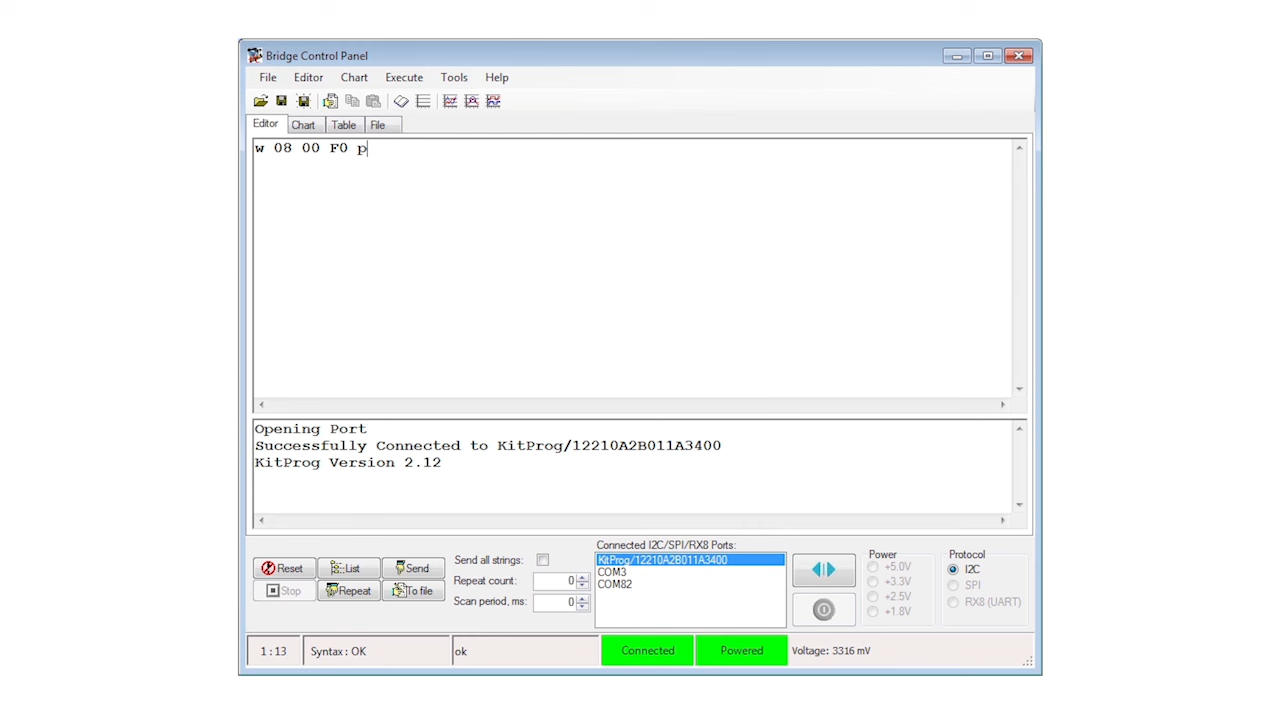 Bridge Control Panel
File Editor Chart Execute Tools Help
Editor Chart Table File
w 08 00 F0 p
Opening Port
Successfully Connected to KitProg/12210A2B011A3400
KitProg Version 2.12
Reset List Send
Stop Repeat To file
Send all strings:
Repeat count: 0
Scan period, ms: 0
Connected I2C/SPI/RX8 Ports:
KitProg/12210A2B011A3400
COM3
COM82
Power
+5.0V
+3.3V
+2.5V
+1.8V
Protocol
I2C
SPI
RX8 (UART)
1:13 Syntax : OK ok Connected Powered Voltage: 3316 mV